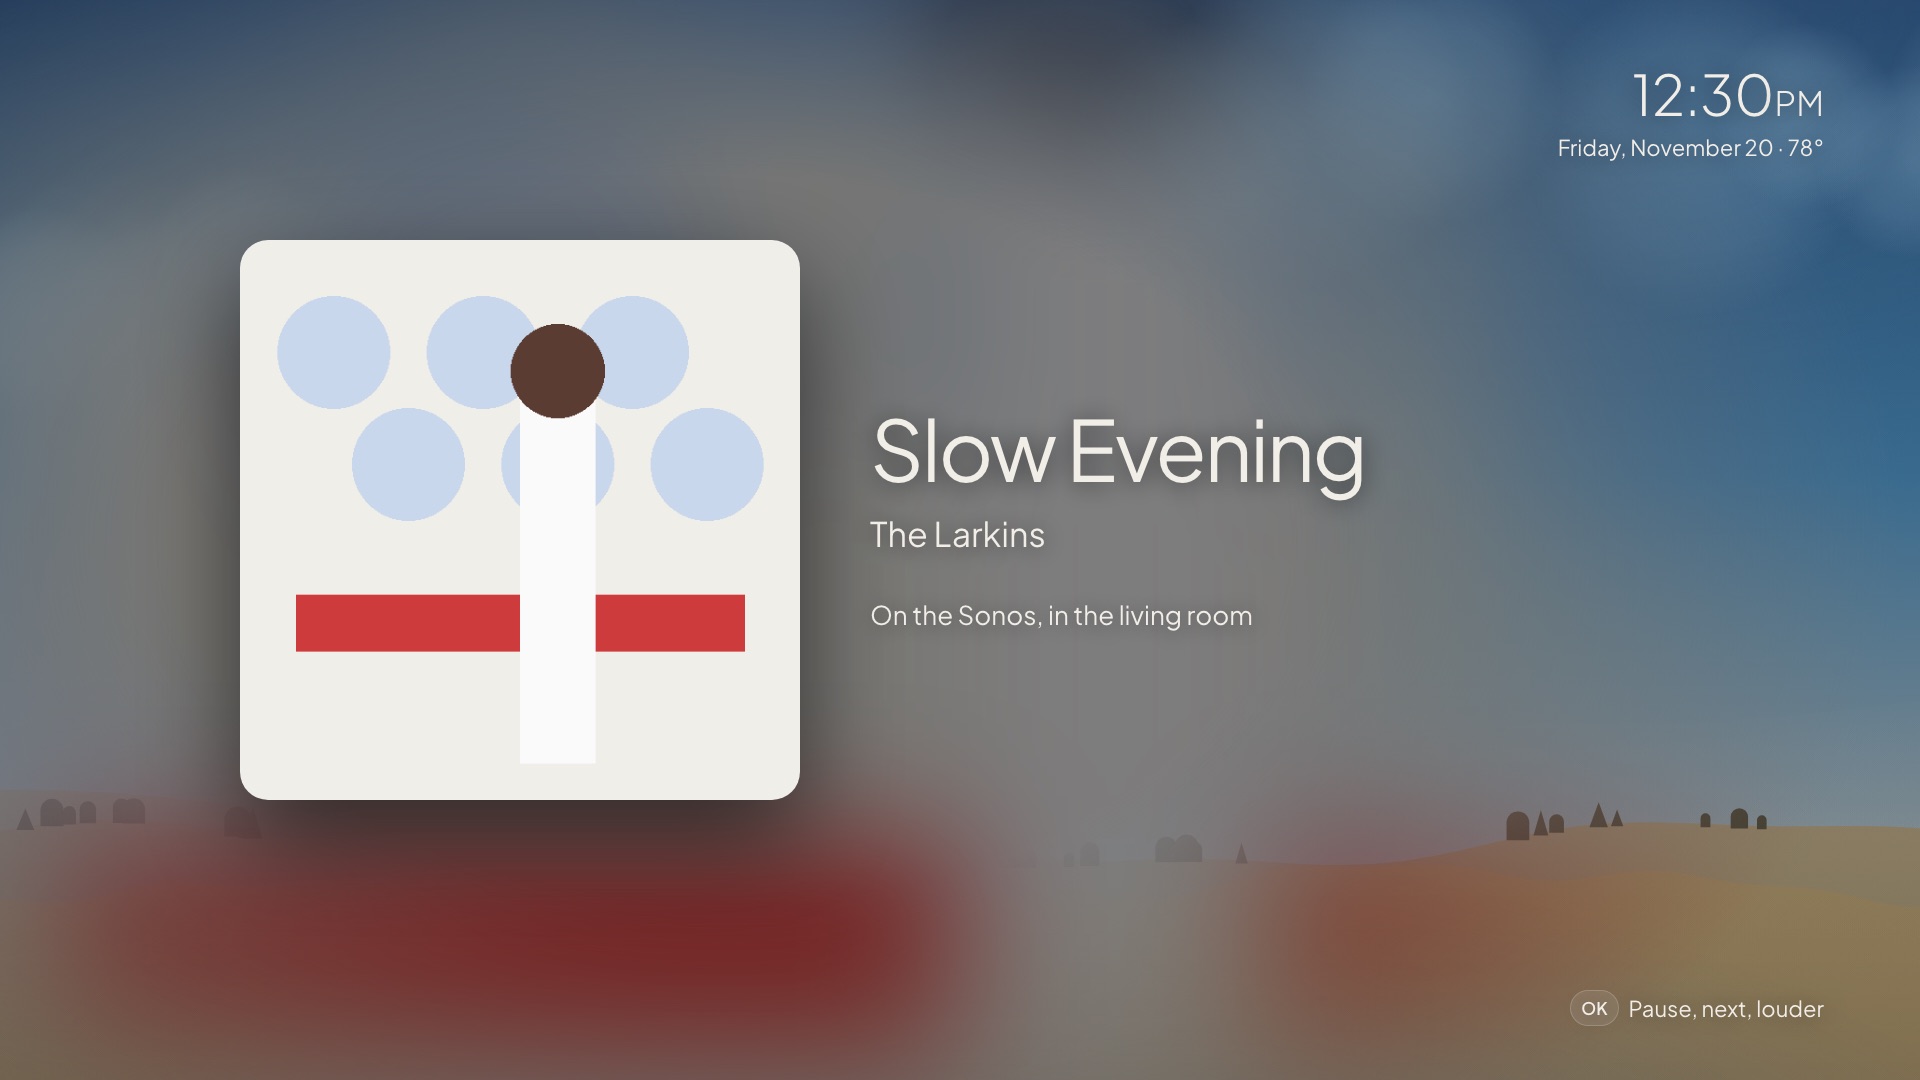 12:30PM
Friday, November 20 · 78°
Slow Evening
The Larkins
On the Sonos, in the living room
OK Pause, next, louder